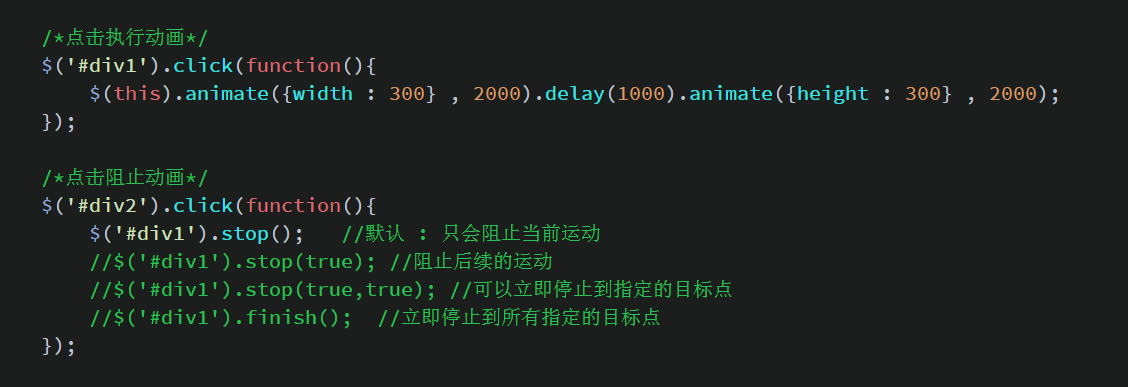 /*点击执行动画*/
$('#div1').click(function(){
    $(this).animate({width : 300} , 2000).delay(1000).animate({height : 300} , 2000);
});
/*点击阻止动画*/
$('#div2').click(function(){
    $('#div1').stop();   //默认 : 只会阻止当前运动
    //$('#div1').stop(true); //阻止后续的运动
    //$('#div1').stop(true,true); //可以立即停止到指定的目标点
    //$('#div1').finish();  //立即停止到所有指定的目标点
});